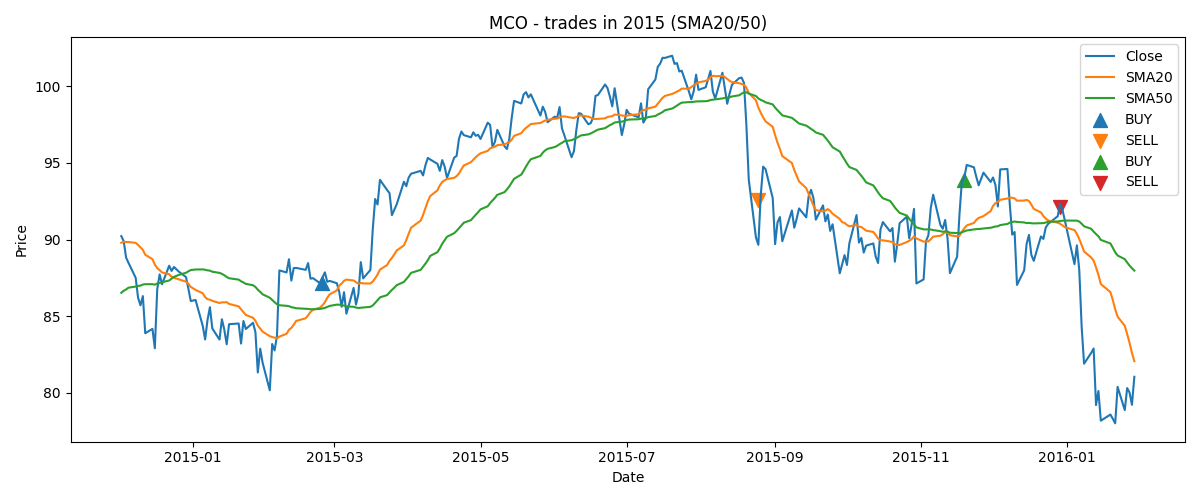 MCO - trades in 2015 (SMA20/50)
Close
SMA20
SMA50
BUY
SELL
BUY
SELL
Price
100
95
90
85
80
2015-01
2015-03
2015-05
2015-07
2015-09
2015-11
2016-01
Date